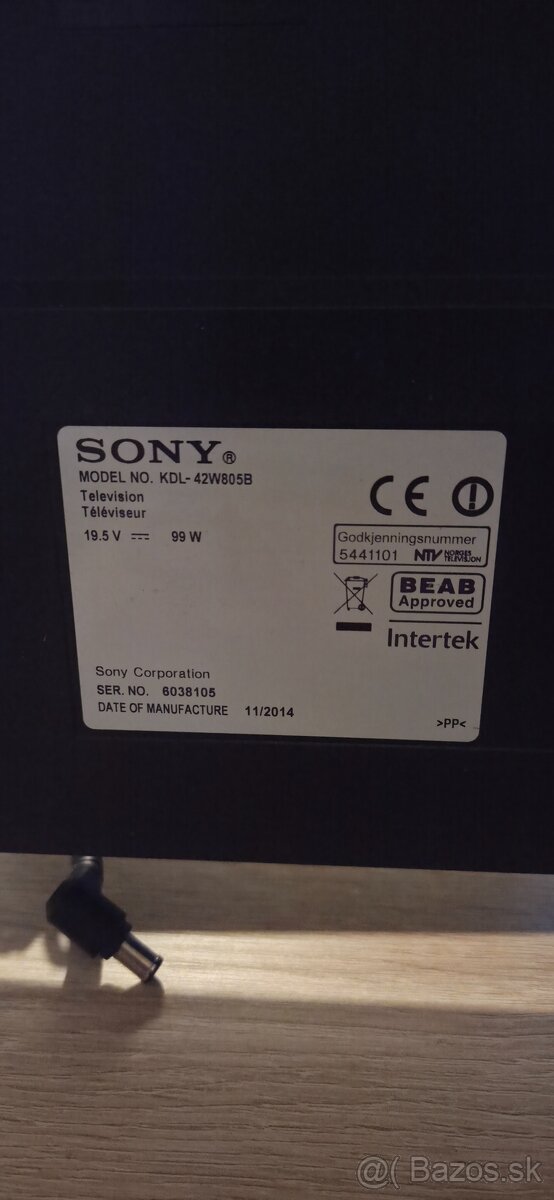 SONY®
MODEL NO. KDL- 42W805B
Television
Téléviseur
19.5 V 99 W
CE
Godkjenningsnummer
5441101 NTV NORGES TELEVISJON
BEAB
Approved
Intertek
Sony Corporation
SER. NO. 6038105
DATE OF MANUFACTURE 11/2014
>PP<
@( Bazos.sk